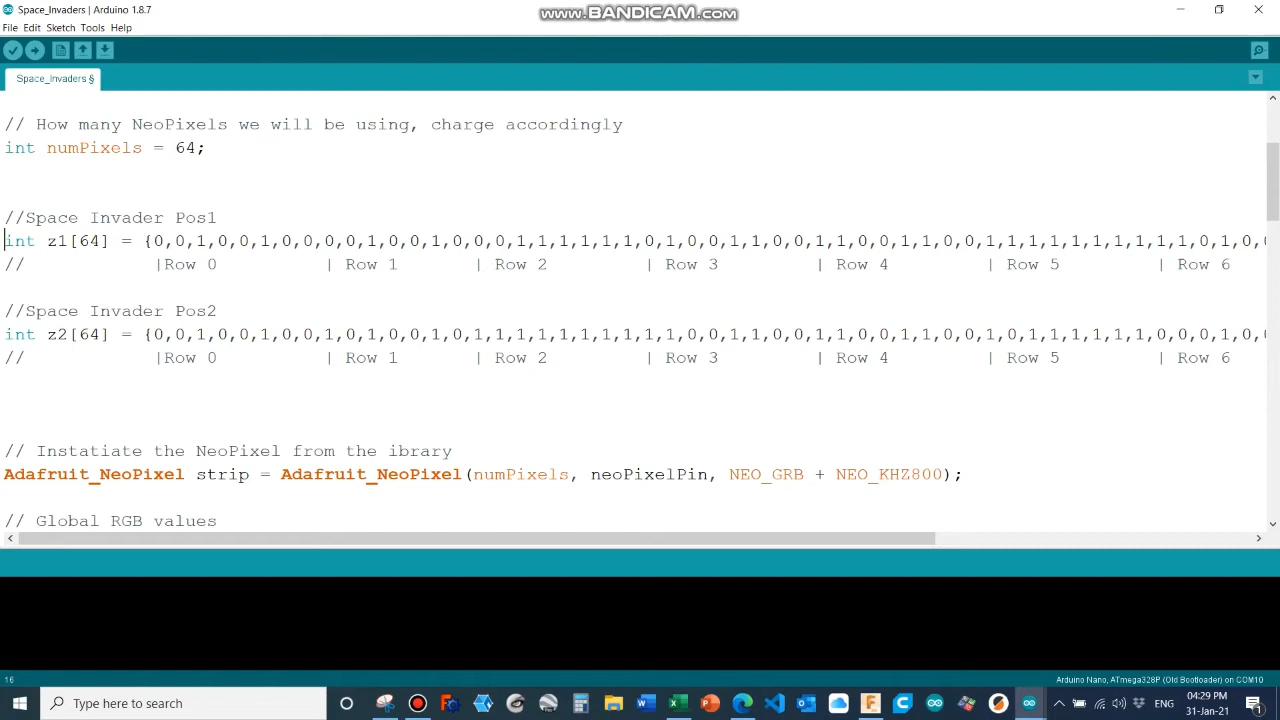 Space_Invaders | Arduino 1.8.7
www.BANDICAM.com
File Edit Sketch Tools Help
Space_Invaders §
// How many NeoPixels we will be using, charge accordingly
int numPixels = 64;
//Space Invader Pos1
int z1[64] = {0,0,1,0,0,1,0,0,0,0,1,0,0,1,0,0,0,1,1,1,1,1,1,0,1,0,0,1,1,0,0,1,1,0,0,1,1,0,0,1,1,1,1,1,1,1,1,1,1,0,1,0,0
// |Row 0 | Row 1 | Row 2 | Row 3 | Row 4 | Row 5 | Row 6
//Space Invader Pos2
int z2[64] = {0,0,1,0,0,1,0,0,1,0,1,0,0,1,0,1,1,1,1,1,1,1,1,1,1,0,0,1,1,0,0,1,1,0,0,1,1,0,0,1,0,1,1,1,1,1,1,0,0,0,1,0,0
// |Row 0 | Row 1 | Row 2 | Row 3 | Row 4 | Row 5 | Row 6
// Instatiate the NeoPixel from the ibrary
Adafruit_NeoPixel strip = Adafruit_NeoPixel(numPixels, neoPixelPin, NEO_GRB + NEO_KHZ800);
// Global RGB values
16
Arduino Nano, ATmega328P (Old Bootloader) on COM10
Type here to search
ENG
04:29 PM
31-Jan-21